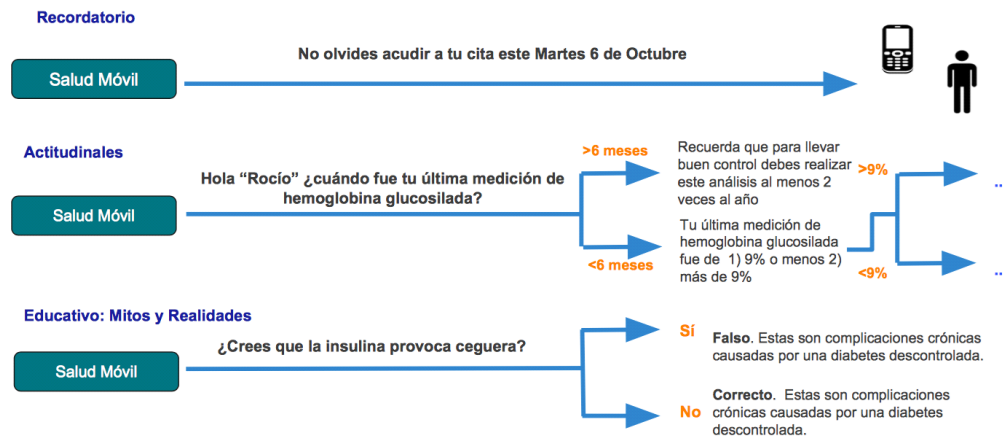 Recordatorio
No olvides acudir a tu cita este Martes 6 de Octubre
Salud Móvil
Actitudinales
Hola “Rocío” ¿cuándo fue tu última medición de
hemoglobina glucosilada?
Salud Móvil
>6 meses
Recuerda que para llevar
buen control debes realizar
este análisis al menos 2
veces al año
<6 meses
Tu última medición de
hemoglobina glucosilada
fue de 1) 9% o menos 2)
más de 9%
>9%
..
<9%
..
Educativo: Mitos y Realidades
¿Crees que la insulina provoca ceguera?
Salud Móvil
Sí
Falso. Estas son complicaciones crónicas
causadas por una diabetes descontrolada.
No
Correcto. Estas son complicaciones
crónicas causadas por una diabetes
descontrolada.